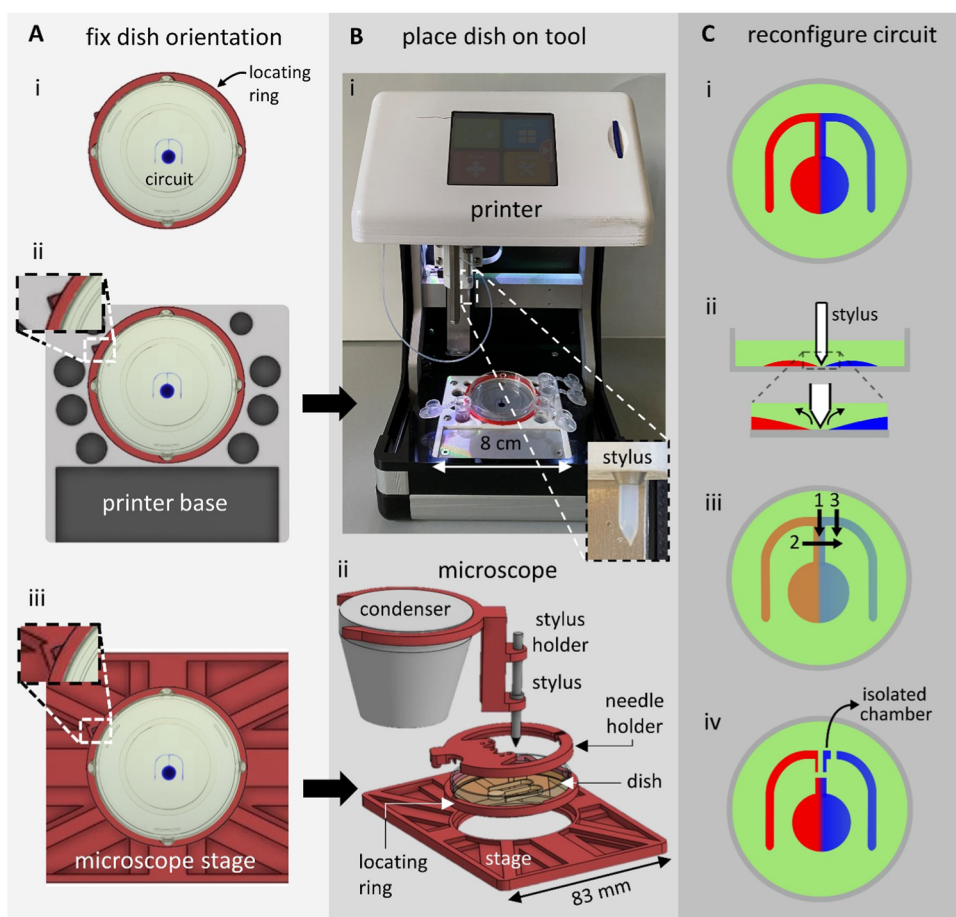 A fix dish orientation
i
locating
ring
circuit
ii
printer base
iii
microscope stage
B place dish on tool
i
printer
8 cm
stylus
ii
microscope
condenser
stylus
holder
stylus
needle
holder
dish
locating
ring
stage
83 mm
C reconfigure circuit
i
ii
stylus
iii
1 3
2
iv
isolated
chamber